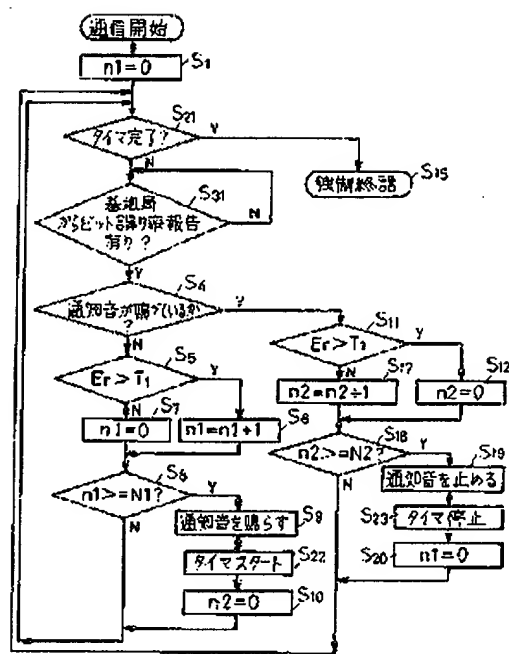 通信開始
n1=0
S1
タイマ完了?
S21
Y
N
強制終話
S15
基地局
からビット誤り率報告
有り?
S31
N
Y
通知音が鳴っているか
?
S4
Y
N
Er>T1
S5
Y
N
n1=0
S7
n1=n1+1
S6
n1>=N1?
S8
Y
N
通知音を鳴らす
S9
タイマスタート
S22
n2=0
S10
Er>T2
S11
Y
N
n2=n2+1
S17
n2=0
S12
n2>=N2?
S18
Y
N
通知音を止める
S19
タイマ停止
S23
n1=0
S20